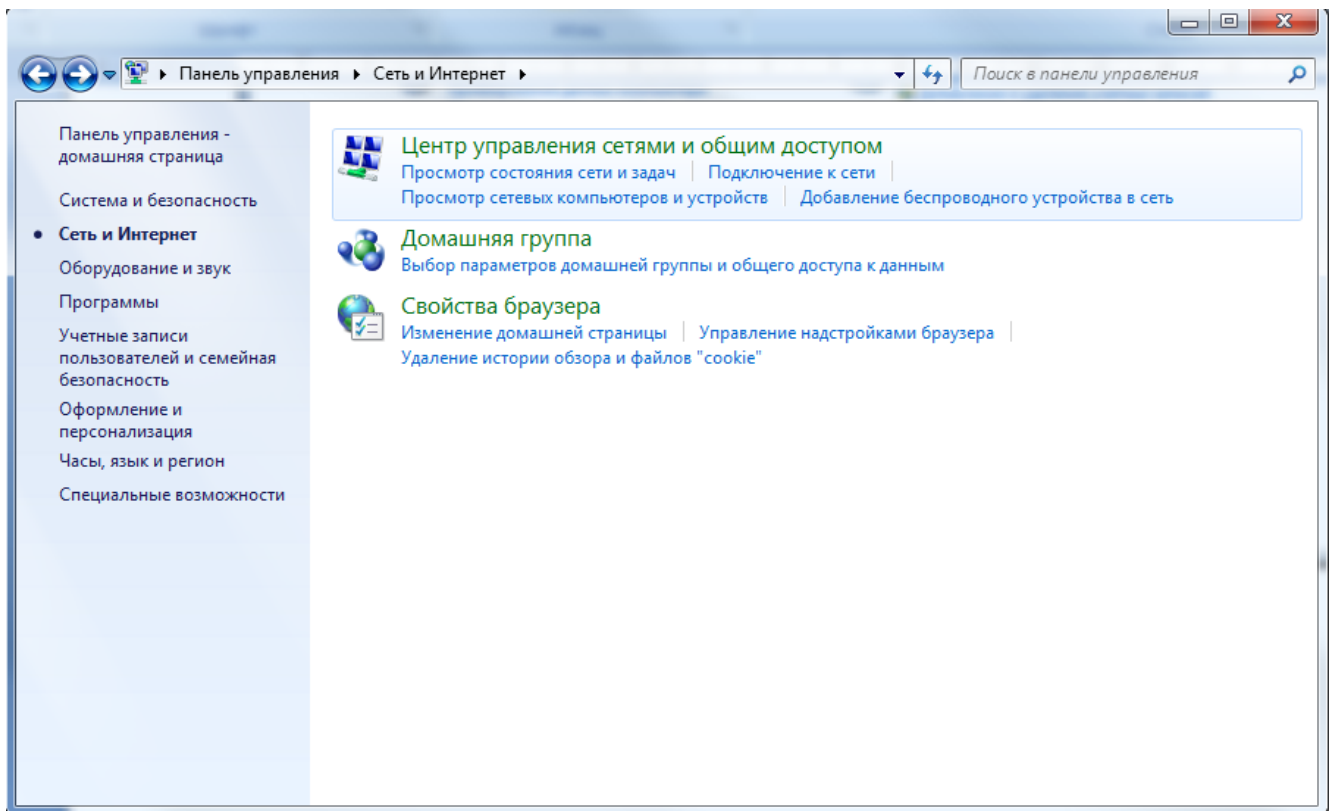 Панель управления ▸ Сеть и Интернет ▸
Поиск в панели управления
Панель управления -
домашняя страница
Система и безопасность
Сеть и Интернет
Оборудование и звук
Программы
Учетные записи
пользователей и семейная
безопасность
Оформление и
персонализация
Часы, язык и регион
Специальные возможности
Центр управления сетями и общим доступом
Просмотр состояния сети и задач Подключение к сети
Просмотр сетевых компьютеров и устройств Добавление беспроводного устройства в сеть
Домашняя группа
Выбор параметров домашней группы и общего доступа к данным
Свойства браузера
Изменение домашней страницы Управление надстройками браузера
Удаление истории обзора и файлов "cookie"